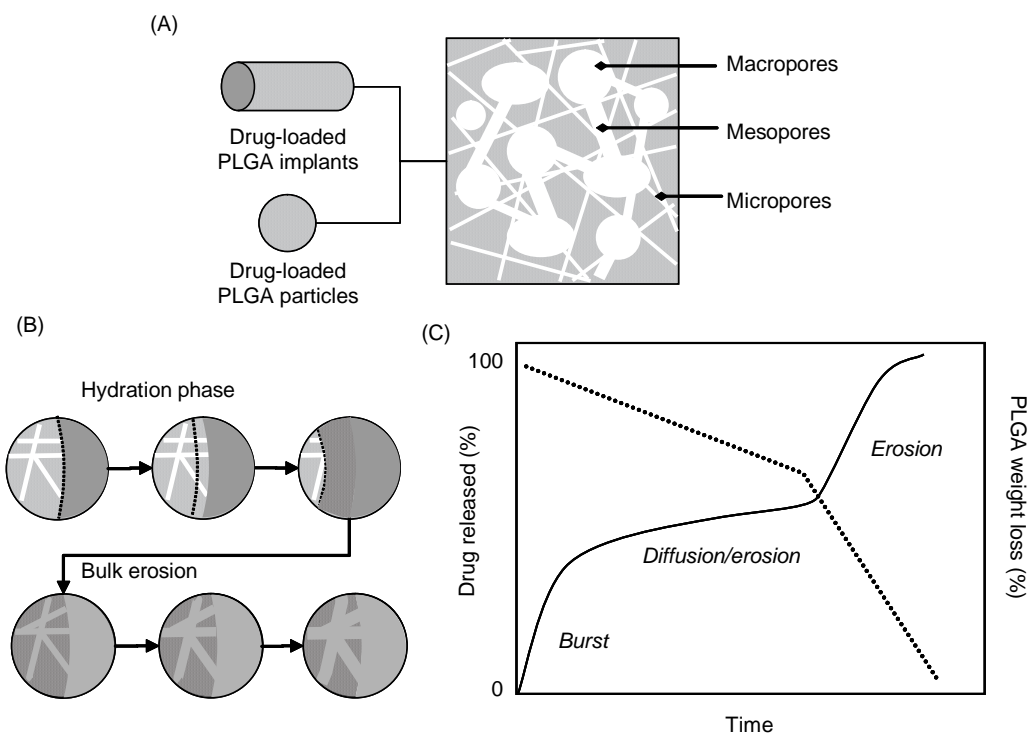 (A)
Drug-loaded
PLGA implants
Drug-loaded
PLGA particles
Macropores
Mesopores
Micropores
(B)
Hydration phase
Bulk erosion
(C)
100
0
Drug released (%)
Burst
Diffusion/erosion
Erosion
PLGA weight loss (%)
Time